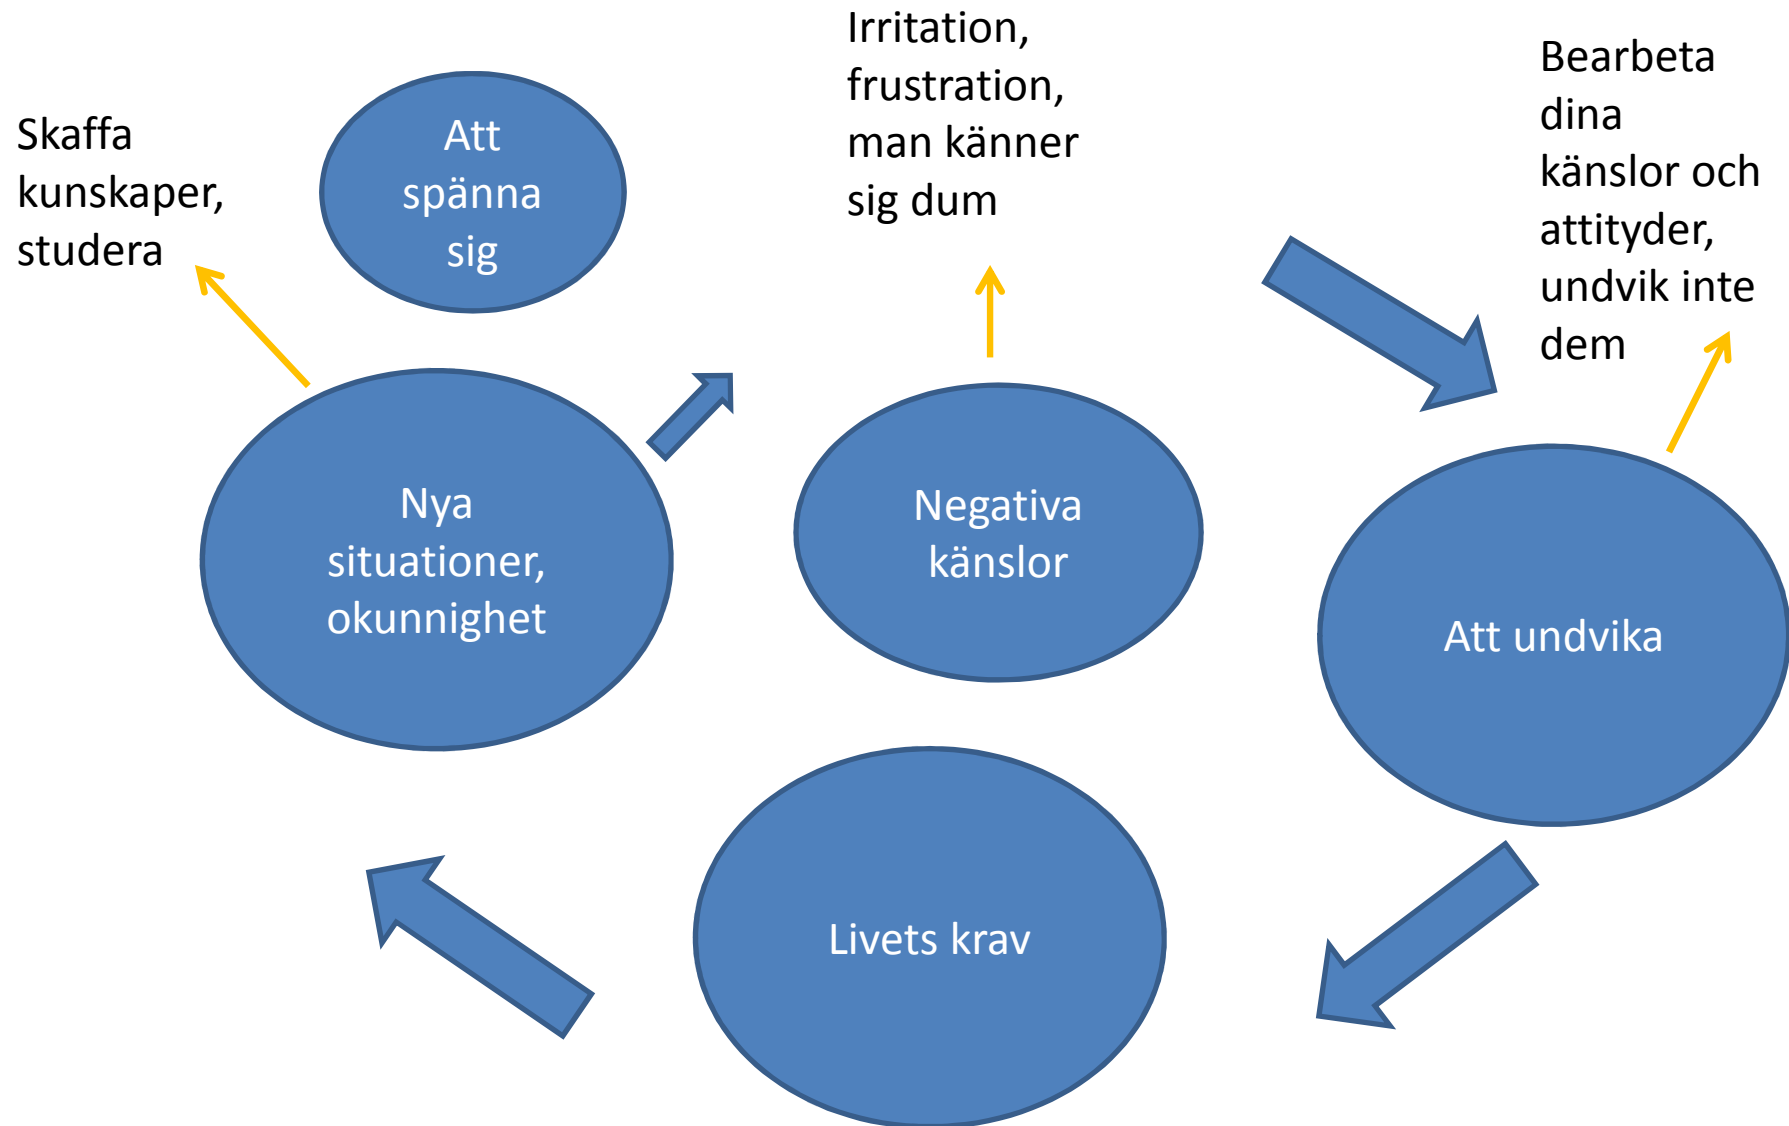 Skaffa
kunskaper,
studera
Att
spänna
sig
Irritation,
frustration,
man känner
sig dum
Bearbeta
dina
känslor och
attityder,
undvik inte
dem
Nya
situationer,
okunnighet
Negativa
känslor
Att undvika
Livets krav